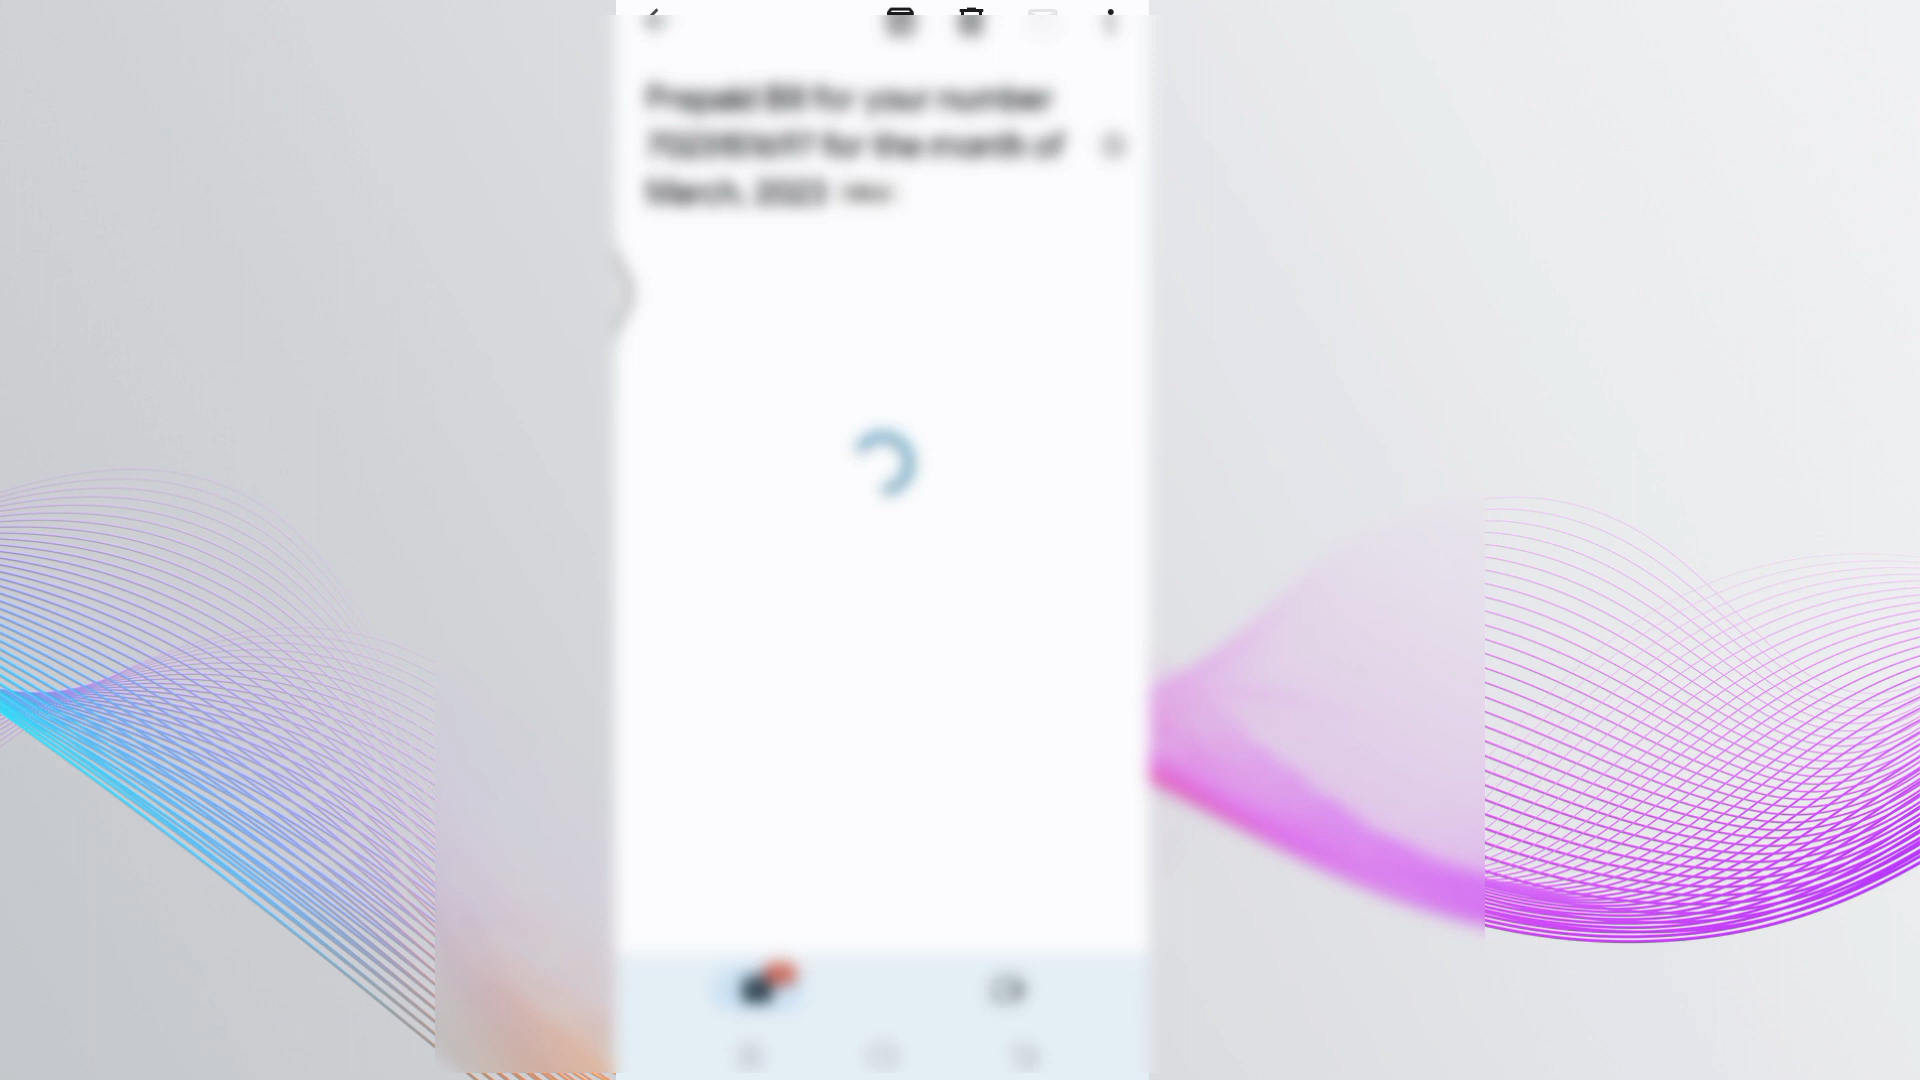 Prepaid Bill for your number
for the month of
March, 2023